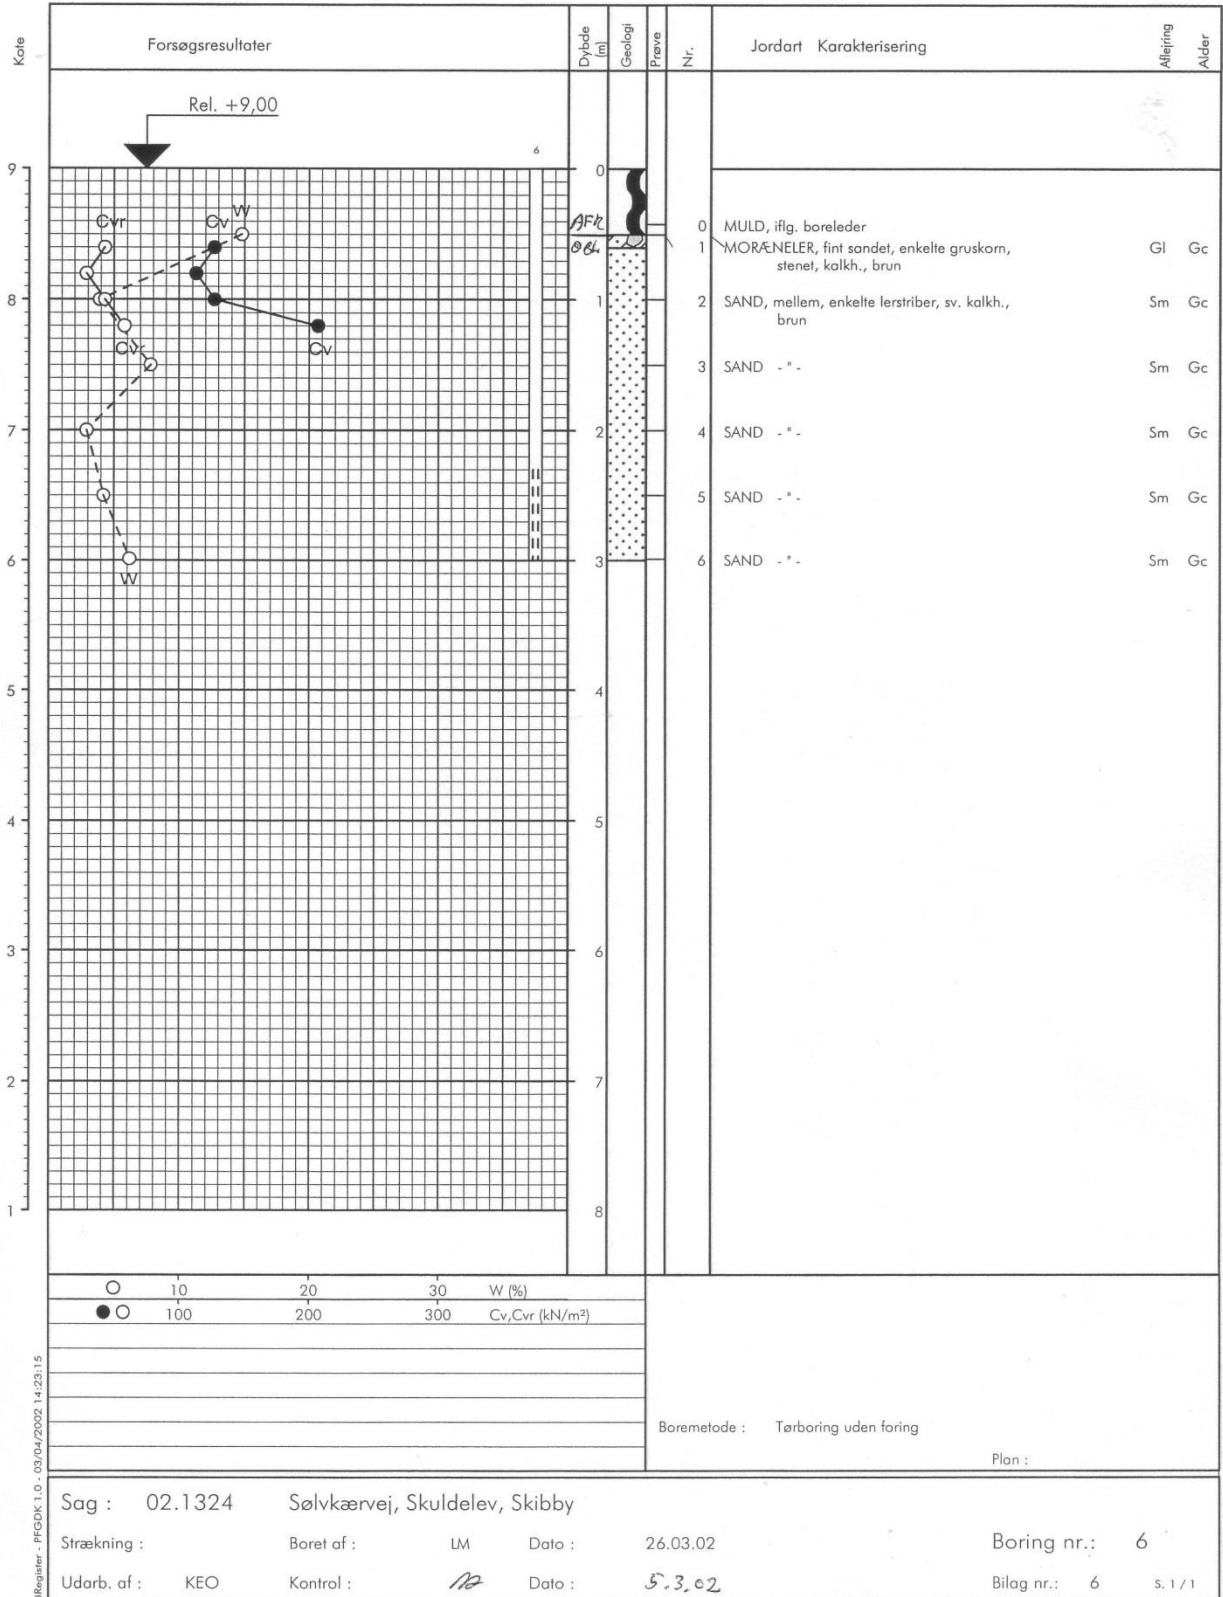 Kote
Forsøgsresultater
Dybde (m)
Geologi
Prøve
Nr.
Jordart Karakterisering
Aflejring
Alder
Rel. +9,00
6
9
0
Cvr Cv W
AFR
0 MULD, iflg. boreleder
OBL
1 MORÆNELER, fint sandet, enkelte gruskorn, Gl Gc
stenet, kalkh., brun
8
1
2 SAND, mellem, enkelte lerstriber, sv. kalkh., Sm Gc
brun
Cvr Cv
3 SAND - " - Sm Gc
7
2
4 SAND - " - Sm Gc
5 SAND - " - Sm Gc
6
3
6 SAND - " - Sm Gc
W
5
4
4
5
3
6
2
7
1
8
10 20 30 W (%)
100 200 300 Cv,Cvr (kN/m²)
Boremetode : Tørboring uden foring
Plan :
Register - PFGDK 1.0 - 03/04/2002 14:23:15
Sag : 02.1324 Sølvkærvej, Skuldelev, Skibby
Strækning : Boret af : LM Dato : 26.03.02 Boring nr.: 6
Udarb. af : KEO Kontrol : Dato : 5.3.02 Bilag nr.: 6 S. 1 / 1